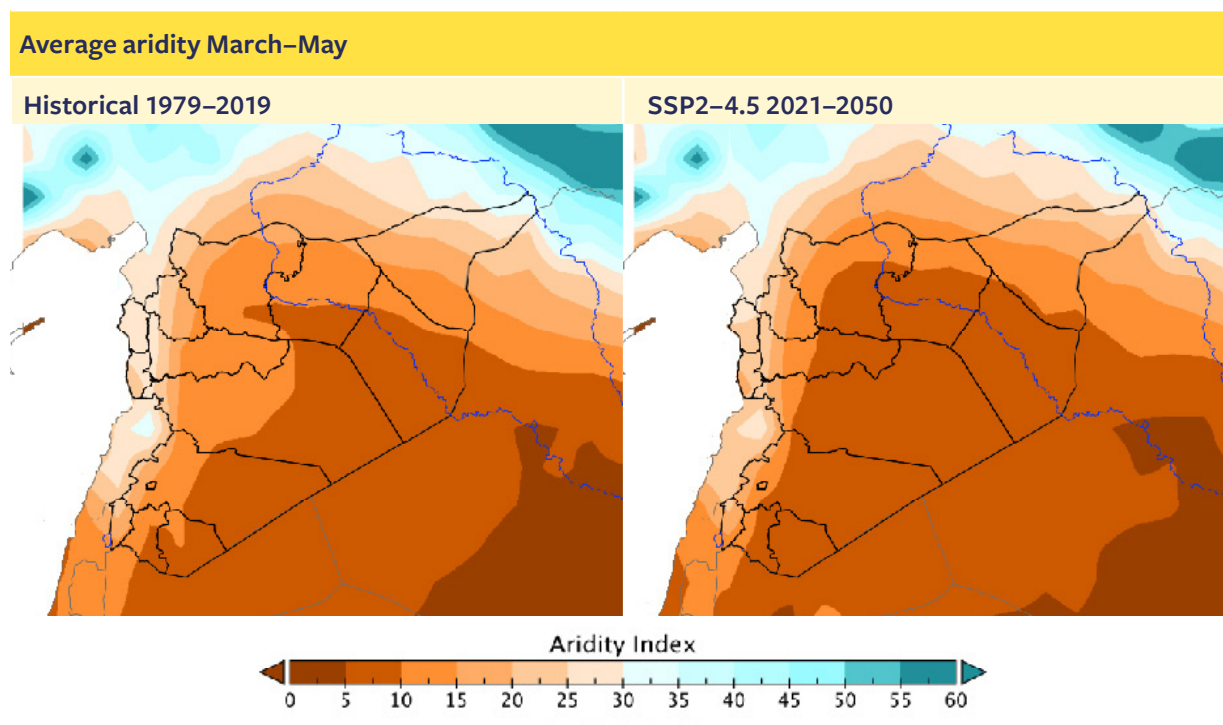 Average aridity March–May
Historical 1979–2019
SSP2–4.5 2021–2050
Aridity Index
0 5 10 15 20 25 30 35 40 45 50 55 60